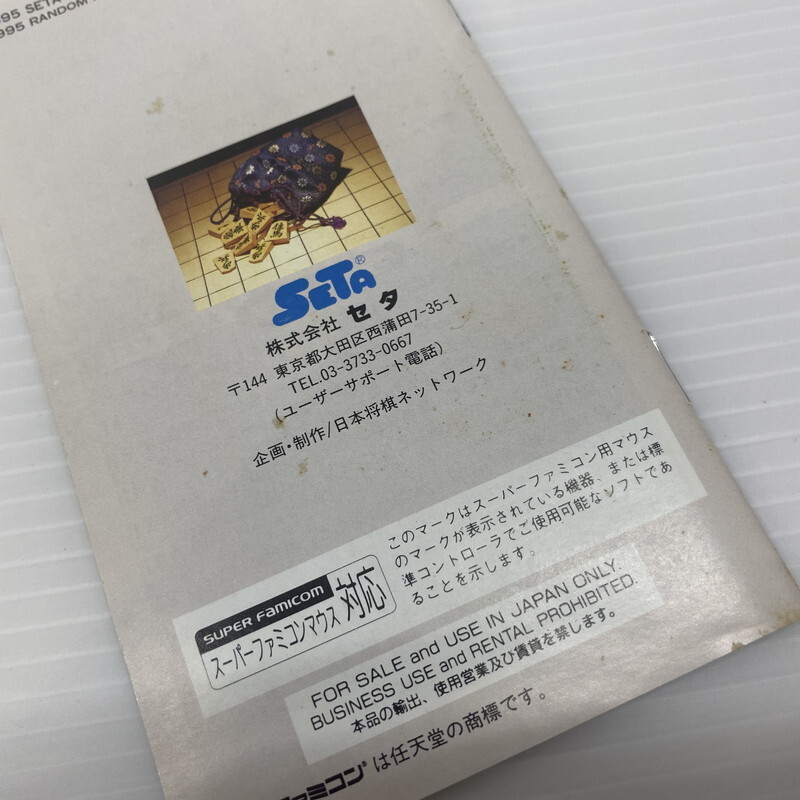 995 SETA
995 RANDOM
SETA®
株式会社 セタ
〒144 東京都大田区西蒲田7-35-1
TEL.03-3733-0667
(ユーザーサポート電話)
企画・制作/日本将棋ネットワーク
このマークはスーパーファミコン用マウス
のマークが表示されている機器、または標
準コントローラでご使用可能なソフトであ
ることを示します。
SUPER FAMICOM
スーパーファミコンマウス 対応
FOR SALE and USE IN JAPAN ONLY.
BUSINESS USE and RENTAL PROHIBITED.
本品の輸出、使用営業及び賃貸を禁じます。
ファミコンは任天堂の商標です。